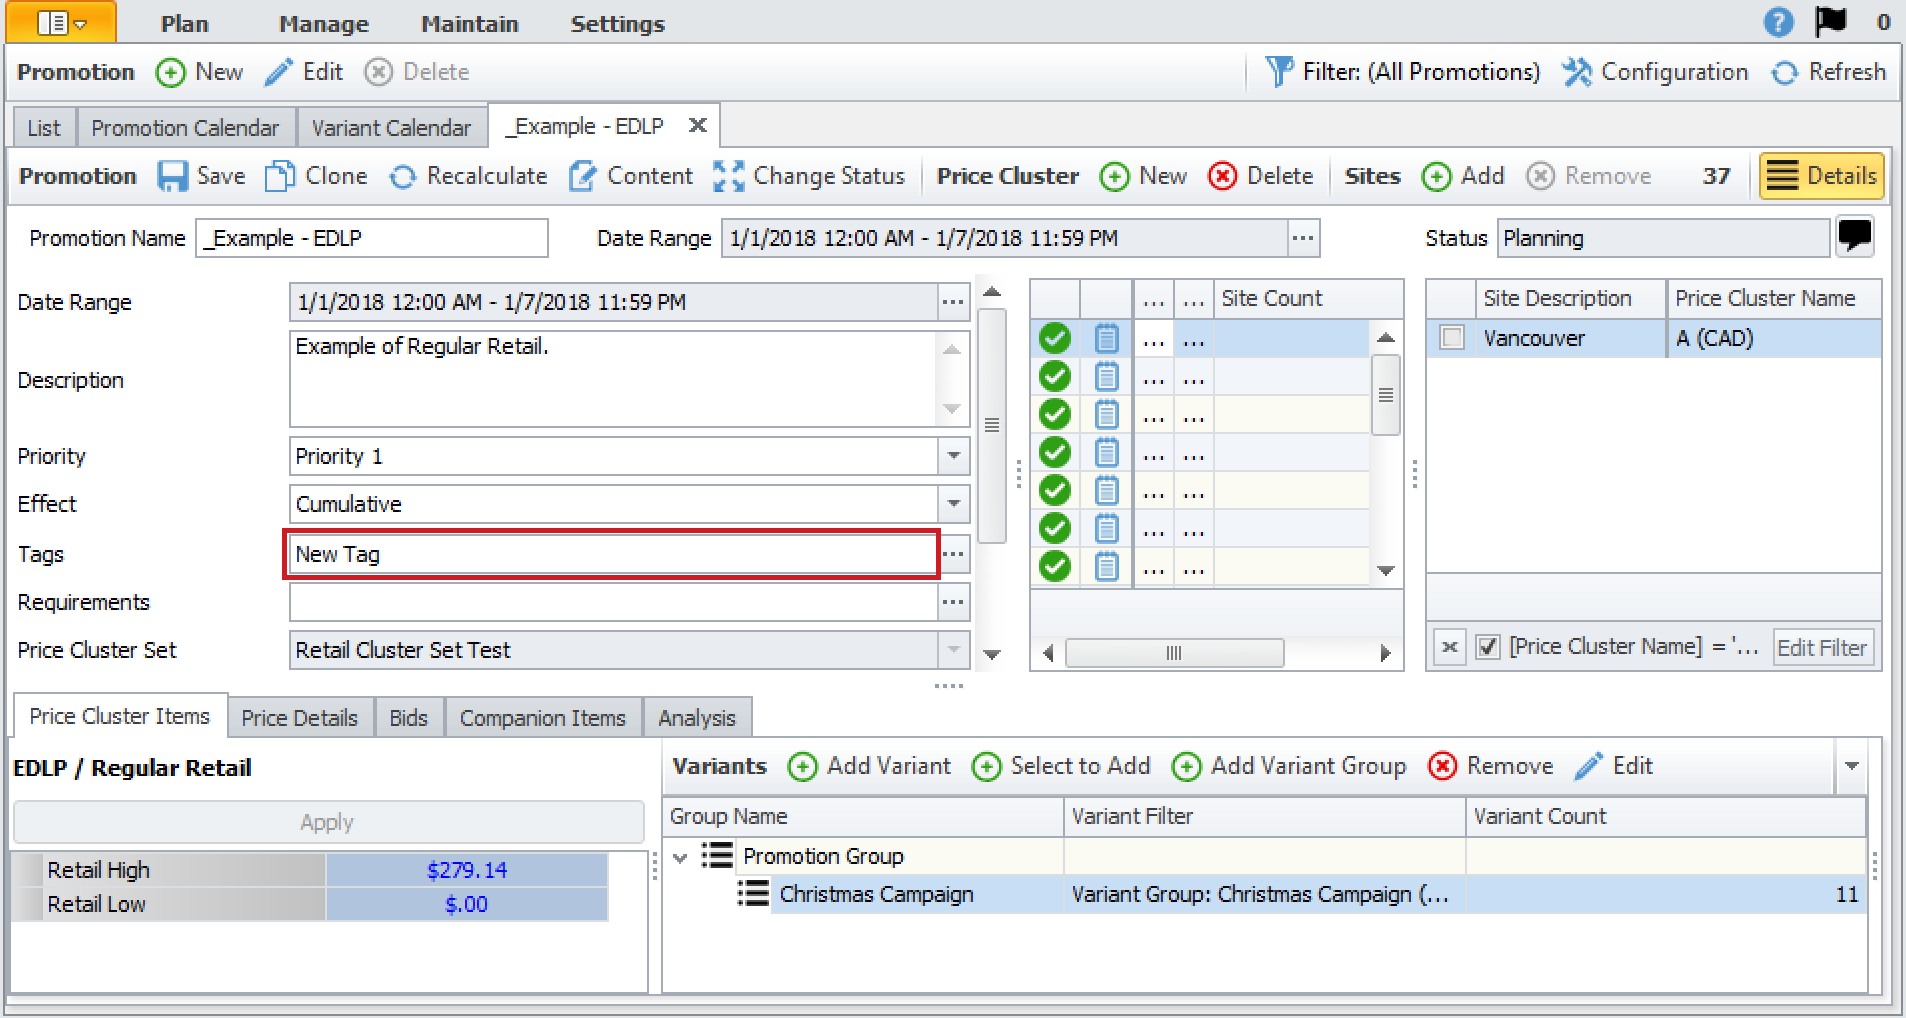 Plan Manage Maintain Settings 0
Promotion New Edit Delete Filter: (All Promotions) Configuration Refresh
List Promotion Calendar Variant Calendar _Example - EDLP
Promotion Save Clone Recalculate Content Change Status Price Cluster New Delete Sites Add Remove 37 Details
Promotion Name _Example - EDLP Date Range 1/1/2018 12:00 AM - 1/7/2018 11:59 PM ... Status Planning
Date Range 1/1/2018 12:00 AM - 1/7/2018 11:59 PM ...
Description Example of Regular Retail.
Priority Priority 1
Effect Cumulative
Tags New Tag ...
Requirements ...
Price Cluster Set Retail Cluster Set Test
... ... Site Count
... ...
... ...
... ...
... ...
... ...
... ...
... ...
Site Description Price Cluster Name
Vancouver A (CAD)
[Price Cluster Name] = '... Edit Filter
Price Cluster Items Price Details Bids Companion Items Analysis
EDLP / Regular Retail
Apply
Retail High $279.14
Retail Low $.00
Variants Add Variant Select to Add Add Variant Group Remove Edit
Group Name Variant Filter Variant Count
Promotion Group
Christmas Campaign Variant Group: Christmas Campaign (... 11